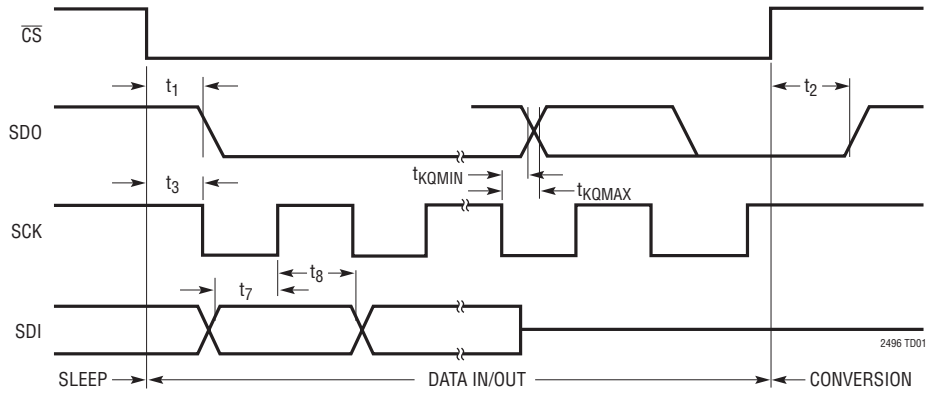 CS
t1
t2
SDO
tKQMIN
tKQMAX
t3
SCK
t8
t7
SDI
2496 TD01
SLEEP
DATA IN/OUT
CONVERSION